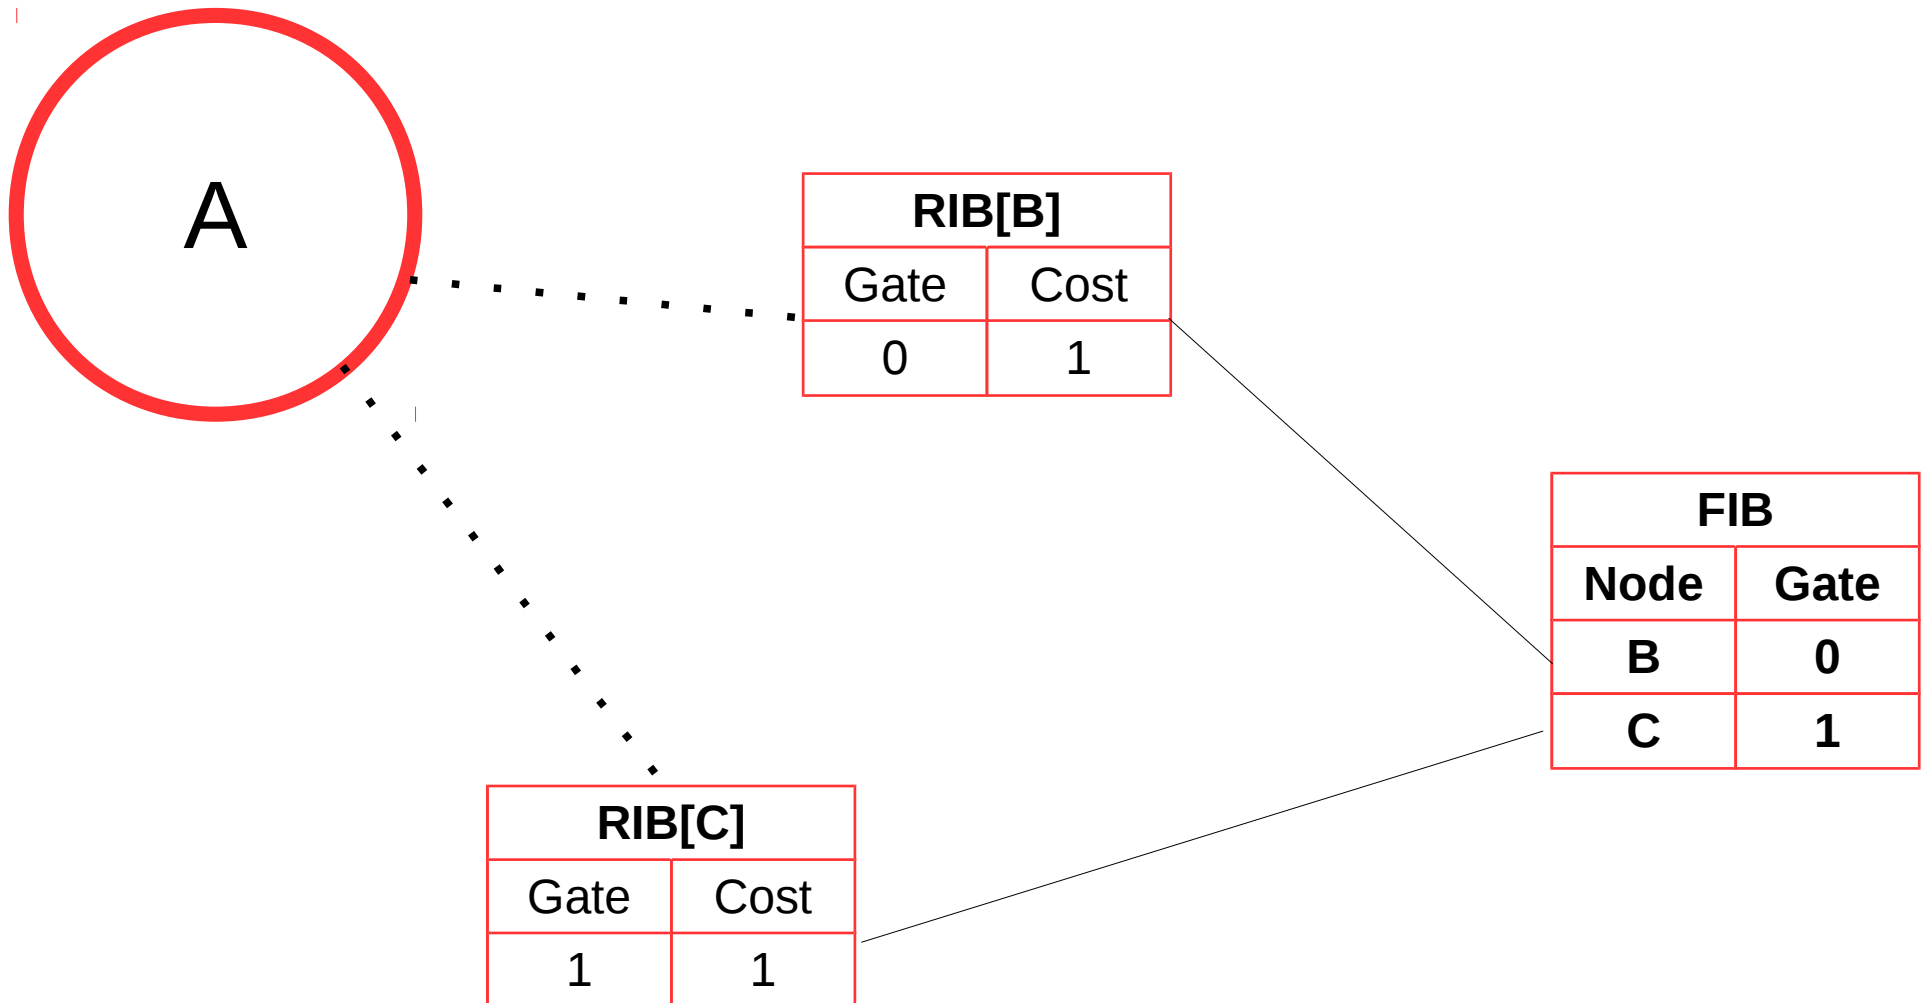 A
RIB[B]
Gate Cost
0 1
FIB
Node Gate
B 0
C 1
RIB[C]
Gate Cost
1 1